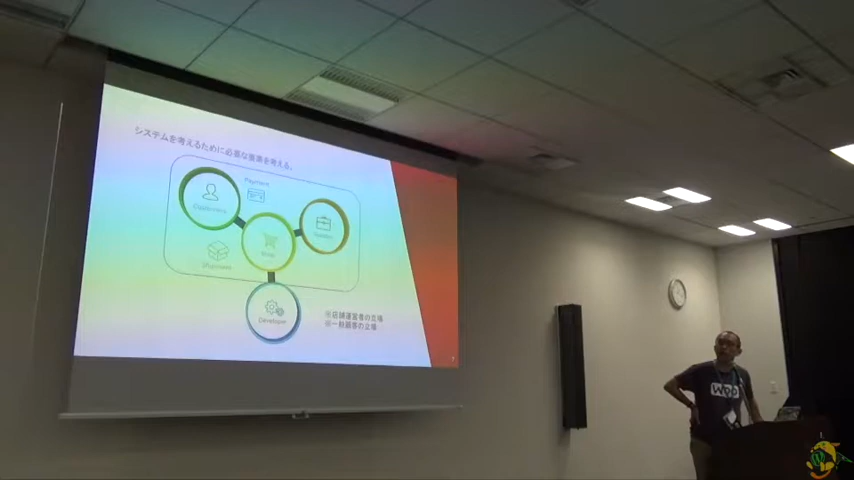 システムを考えるために必要な要素を考える。
Payment
Customers
Shop
Shipment
Developer
※店舗運営者の立場
※一般顧客の立場
woo